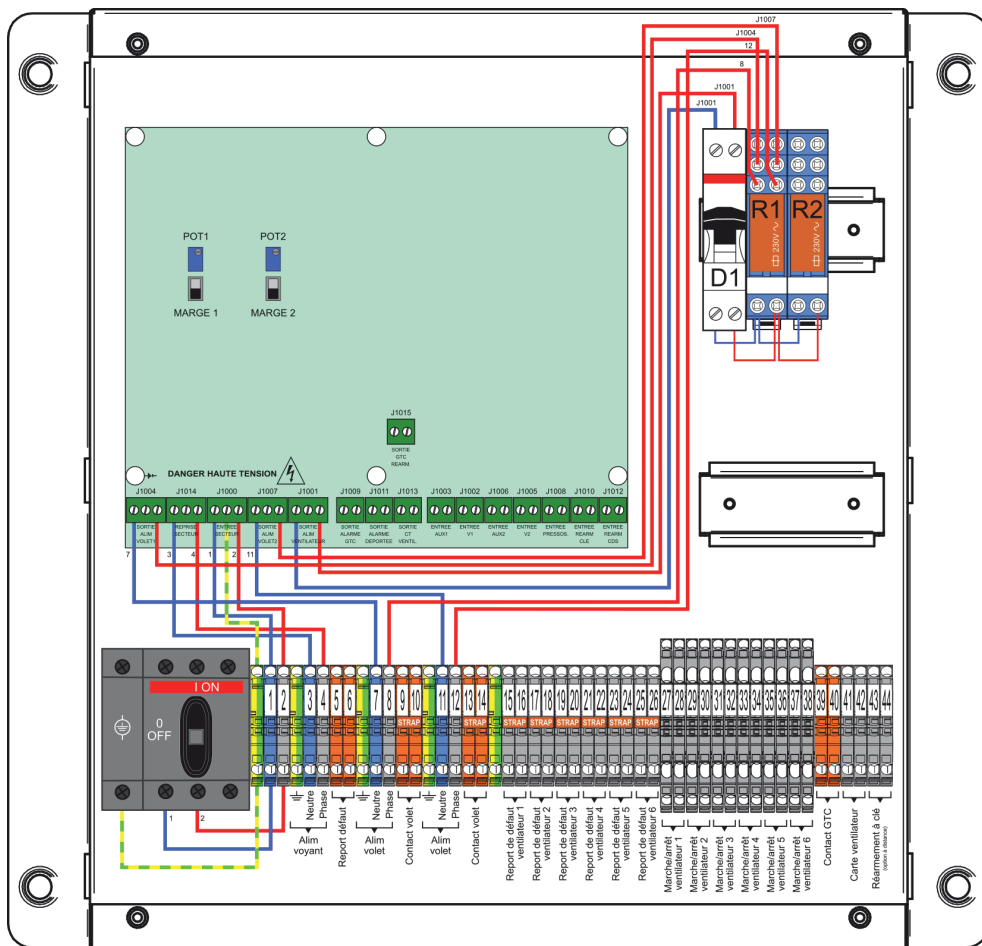 J1007
J1004
12
8
J1001
J1001
POT1
POT2
MARGE 1
MARGE 2
R1
R2
230V
230V
D1
J1015
SORTIE
GTC
REARM.
DANGER HAUTE TENSION
J1004
J1014
J1000
J1007
J1001
J1009
J1011
J1013
J1003
J1002
J1006
J1005
J1008
J1010
J1012
SORTIE
ALIM
VOLET1
REPRISE
SECTEUR
ENTREE
SECTEUR
SORTIE
ALIM
VOLET2
SORTIE
ALIM
VENTILATEUR
SORTIE
ALARME
GTC
SORTIE
ALARME
DEPORTEE
SORTIE
CT
VENTIL.
ENTREE
AUX1
ENTREE
V1
ENTREE
AUX2
ENTREE
V2
ENTREE
PRESSOS.
ENTREE
REARM
CLE
ENTREE
REARM
CDS
7
3
4
1
2
11
I ON
0
OFF
1
2
1
2
3
4
5
6
7
8
9
10
11
12
13
14
15
16
17
18
19
20
21
22
23
24
25
26
27
28
29
30
31
32
33
34
35
36
37
38
39
40
41
42
43
44
STRAP
STRAP
STRAP
STRAP
STRAP
STRAP
STRAP
STRAP
Neutre
Phase
Alim
voyant
Report défaut
Neutre
Phase
Alim
volet
Contact volet
Neutre
Phase
Alim
volet
Contact volet
Report de défaut
ventilateur 1
Report de défaut
ventilateur 2
Report de défaut
ventilateur 3
Report de défaut
ventilateur 4
Report de défaut
ventilateur 5
Report de défaut
ventilateur 6
Marche/arrêt
ventilateur 1
Marche/arrêt
ventilateur 2
Marche/arrêt
ventilateur 3
Marche/arrêt
ventilateur 4
Marche/arrêt
ventilateur 5
Marche/arrêt
ventilateur 6
Contact GTC
Carte ventilateur
Réarmement à clé
(option à distance)